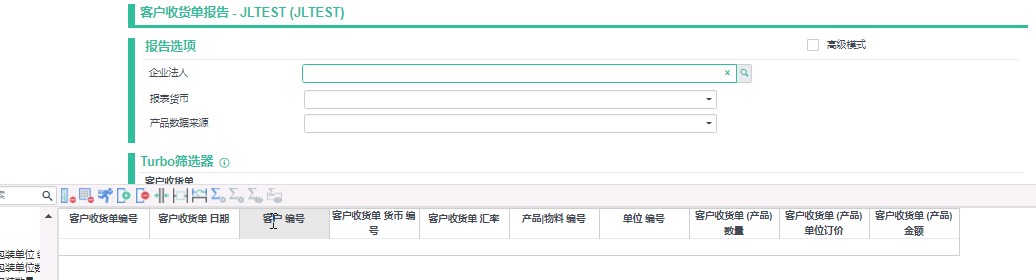 客户收货单报告 - JLTEST (JLTEST)
报告选项
高级模式
企业法人
报表货币
产品数据来源
Turbo筛选器
客户收货单
客户收货单编号
客户收货单 日期
客户 编号
客户收货单 货币 编
号
客户收货单 汇率
产品|物料 编号
单位 编号
客户收货单 (产品)
数量
客户收货单 (产品)
单位订价
客户收货单 (产品)
金额
包装单位
包装单位数